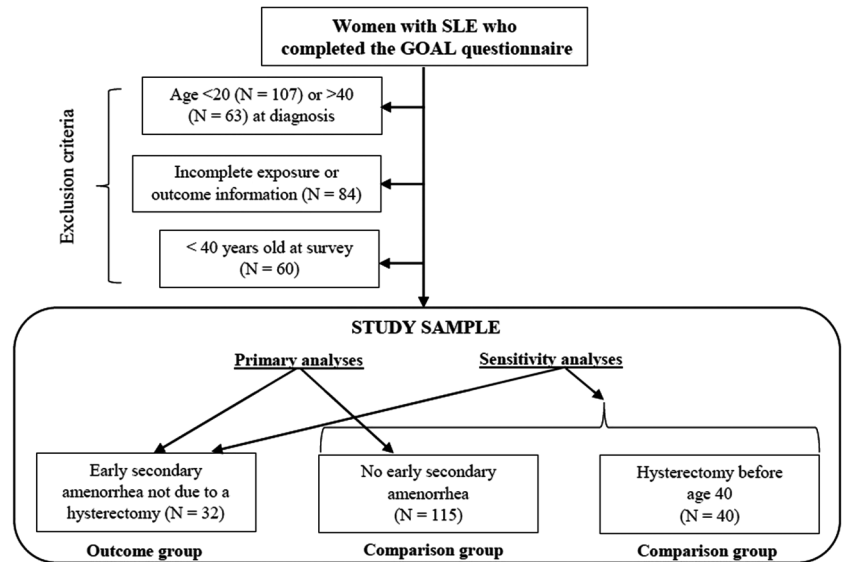 Women with SLE who
completed the GOAL questionnaire
Exclusion criteria
Age <20 (N = 107) or >40
(N = 63) at diagnosis
Incomplete exposure or
outcome information (N = 84)
< 40 years old at survey
(N = 60)
STUDY SAMPLE
Primary analyses
Sensitivity analyses
Early secondary
amenorrhea not due to a
hysterectomy (N = 32)
No early secondary
amenorrhea
(N = 115)
Hysterectomy before
age 40
(N = 40)
Outcome group
Comparison group
Comparison group